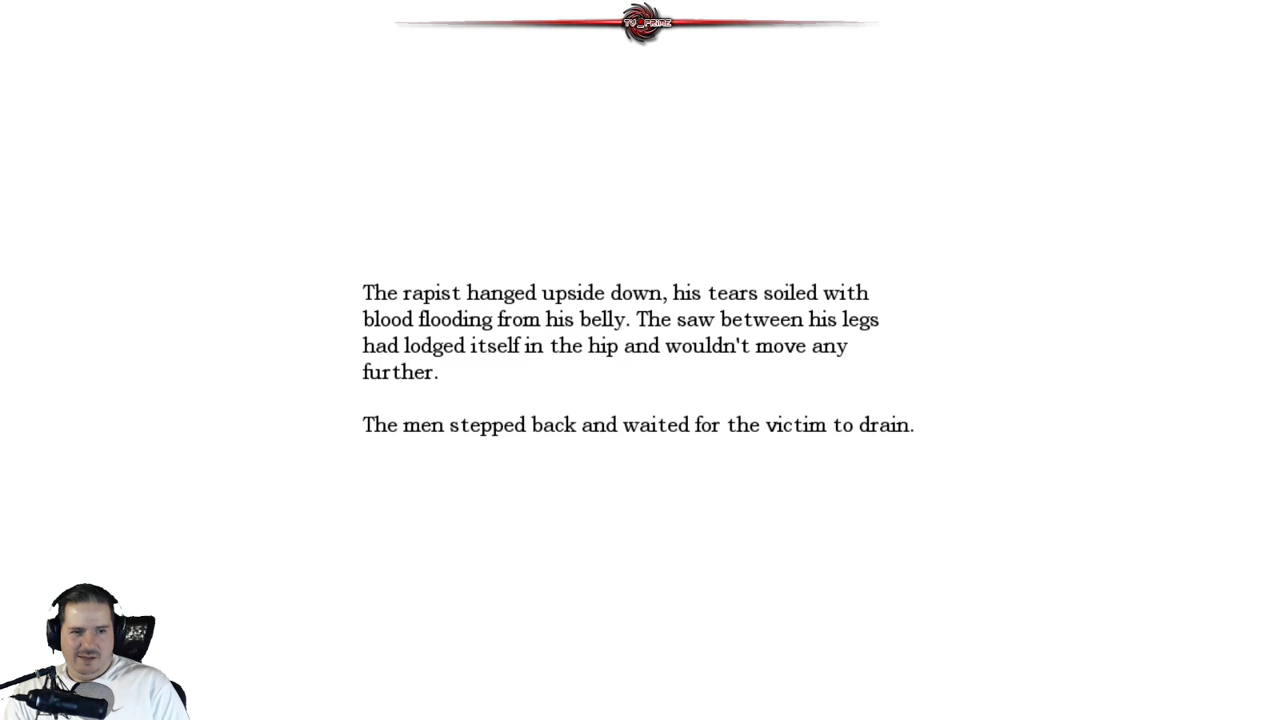 TV_PRIME
The rapist hanged upside down, his tears soiled with
blood flooding from his belly. The saw between his legs
had lodged itself in the hip and wouldn't move any
further.
The men stepped back and waited for the victim to drain.